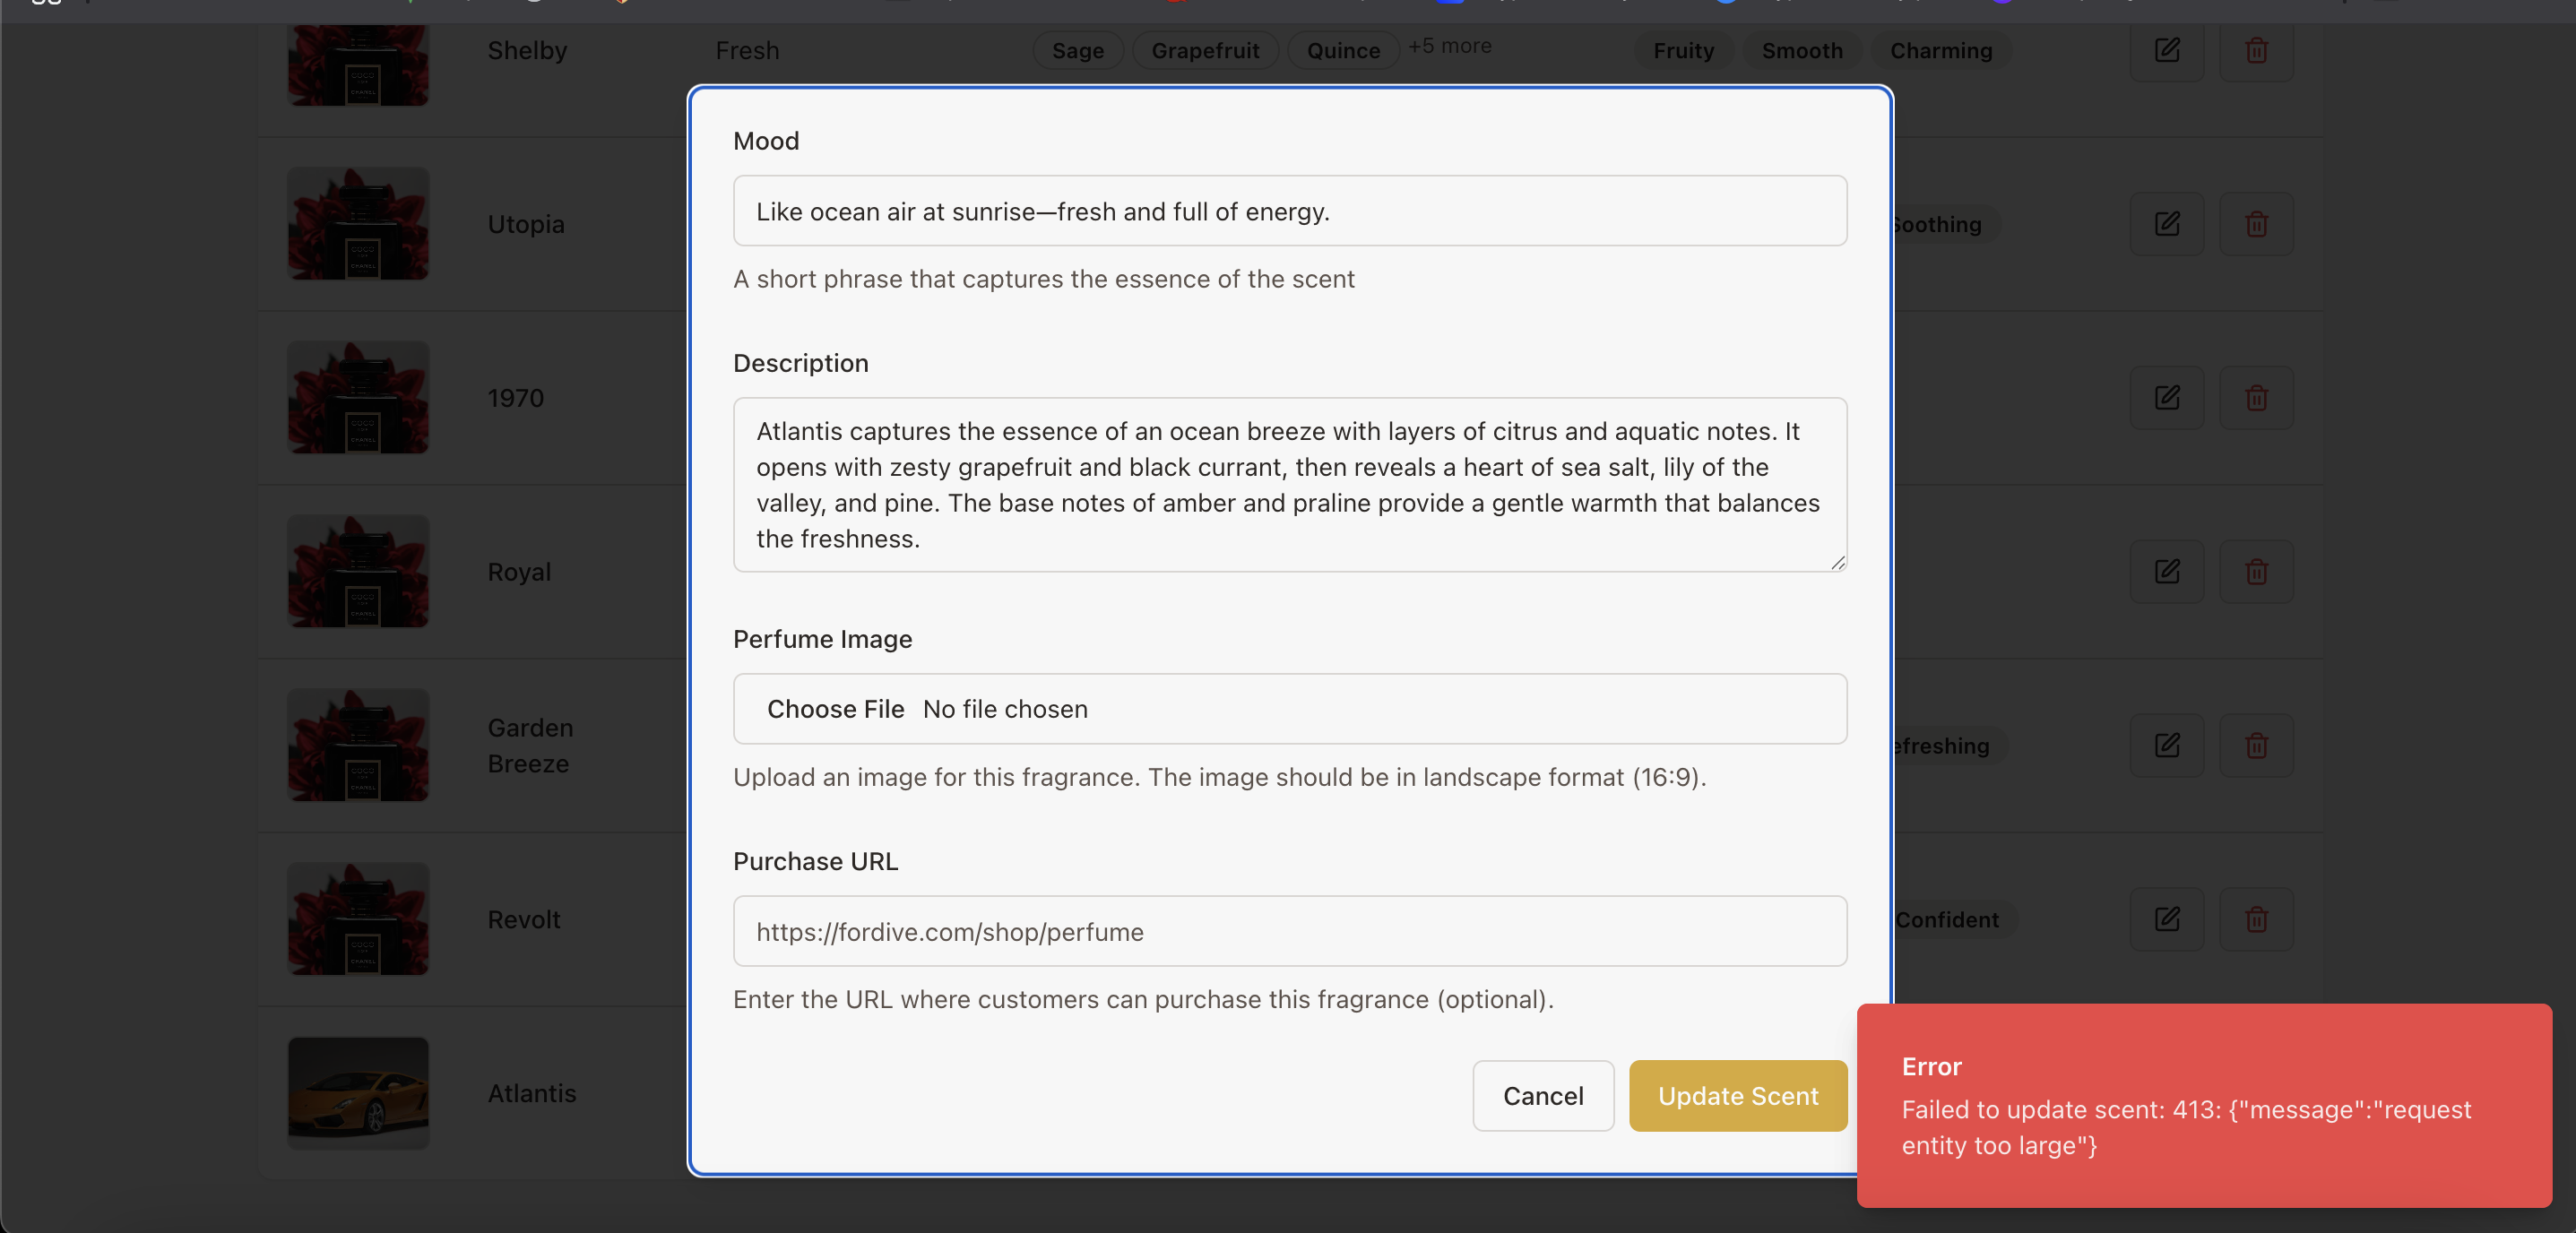 Shelby
Fresh
Sage
Grapefruit
Quince
+5 more
Fruity
Smooth
Charming
Mood
Like ocean air at sunrise—fresh and full of energy.
A short phrase that captures the essence of the scent
Utopia
Soothing
Description
1970
Atlantis captures the essence of an ocean breeze with layers of citrus and aquatic notes. It
opens with zesty grapefruit and black currant, then reveals a heart of sea salt, lily of the
valley, and pine. The base notes of amber and praline provide a gentle warmth that balances
the freshness.
Royal
Perfume Image
Choose File No file chosen
Upload an image for this fragrance. The image should be in landscape format (16:9).
Garden
Breeze
efreshing
Purchase URL
https://fordive.com/shop/perfume
Enter the URL where customers can purchase this fragrance (optional).
Revolt
Confident
Atlantis
Cancel
Update Scent
Error
Failed to update scent: 413: {"message":"request
entity too large"}